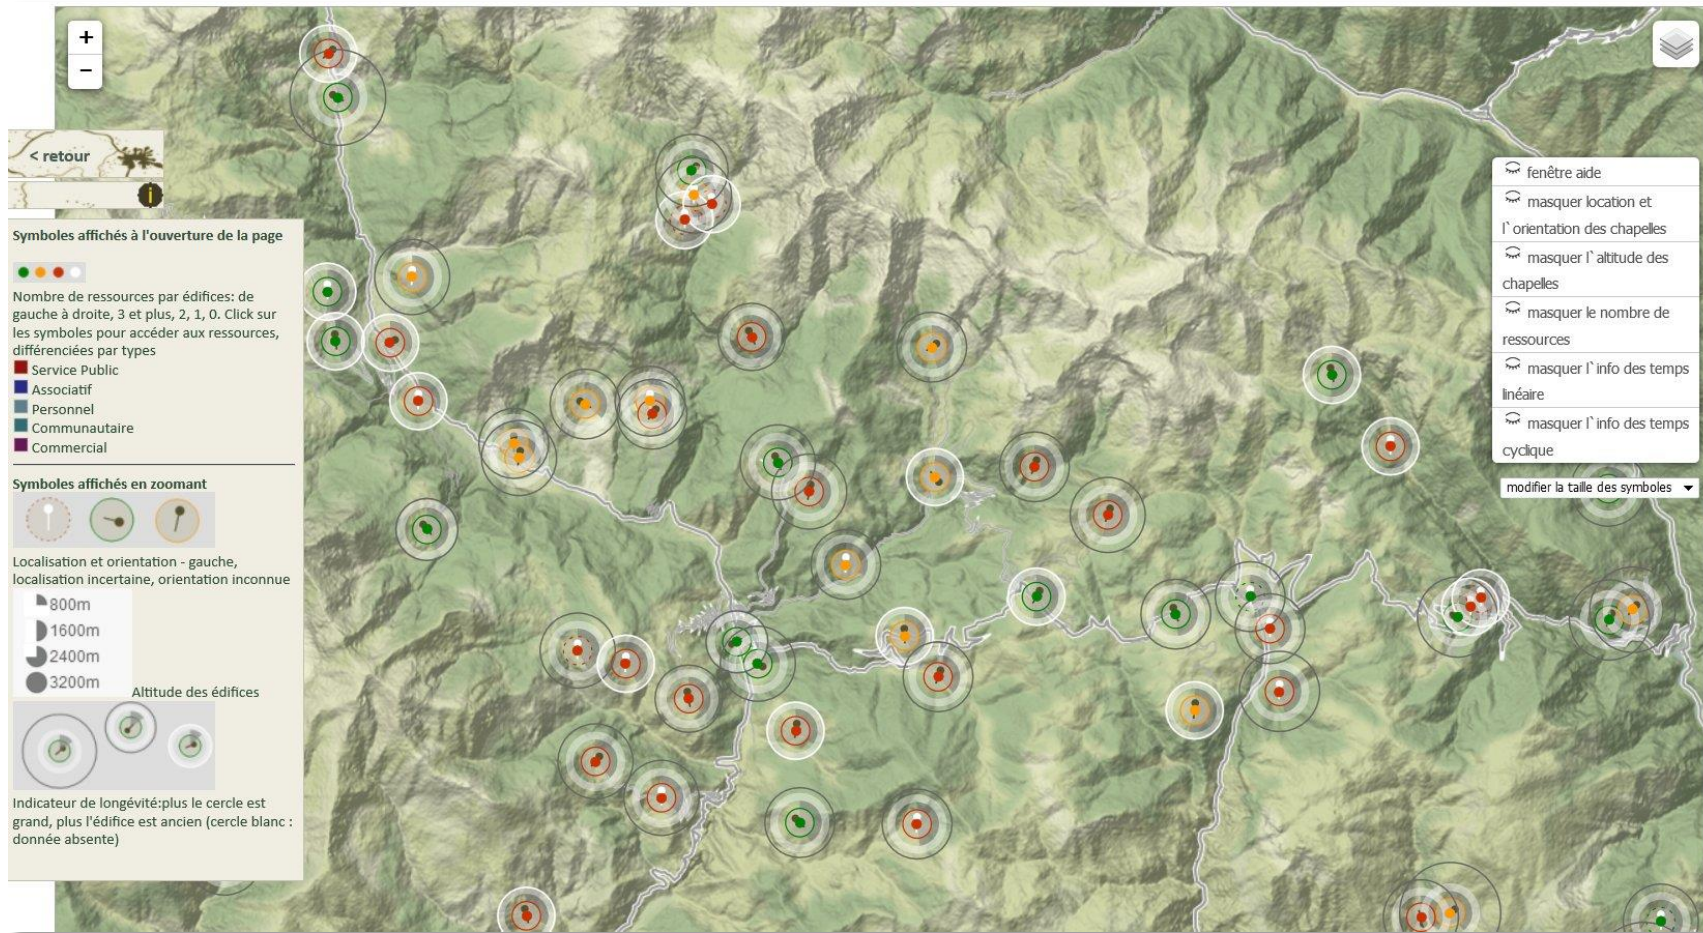 +
−
< retour
i
Symboles affichés à l'ouverture de la page
Nombre de ressources par édifices: de
gauche à droite, 3 et plus, 2, 1, 0. Click sur
les symboles pour accéder aux ressources,
différenciées par types
Service Public
Associatif
Personnel
Communautaire
Commercial
Symboles affichés en zoomant
Localisation et orientation - gauche,
localisation incertaine, orientation inconnue
800m
1600m
2400m
3200m
Altitude des édifices
Indicateur de longévité:plus le cercle est
grand, plus l'édifice est ancien (cercle blanc :
donnée absente)
fenêtre aide
masquer location et
l`orientation des chapelles
masquer l`altitude des
chapelles
masquer le nombre de
ressources
masquer l`info des temps
linéaire
masquer l`info des temps
cyclique
modifier la taille des symboles